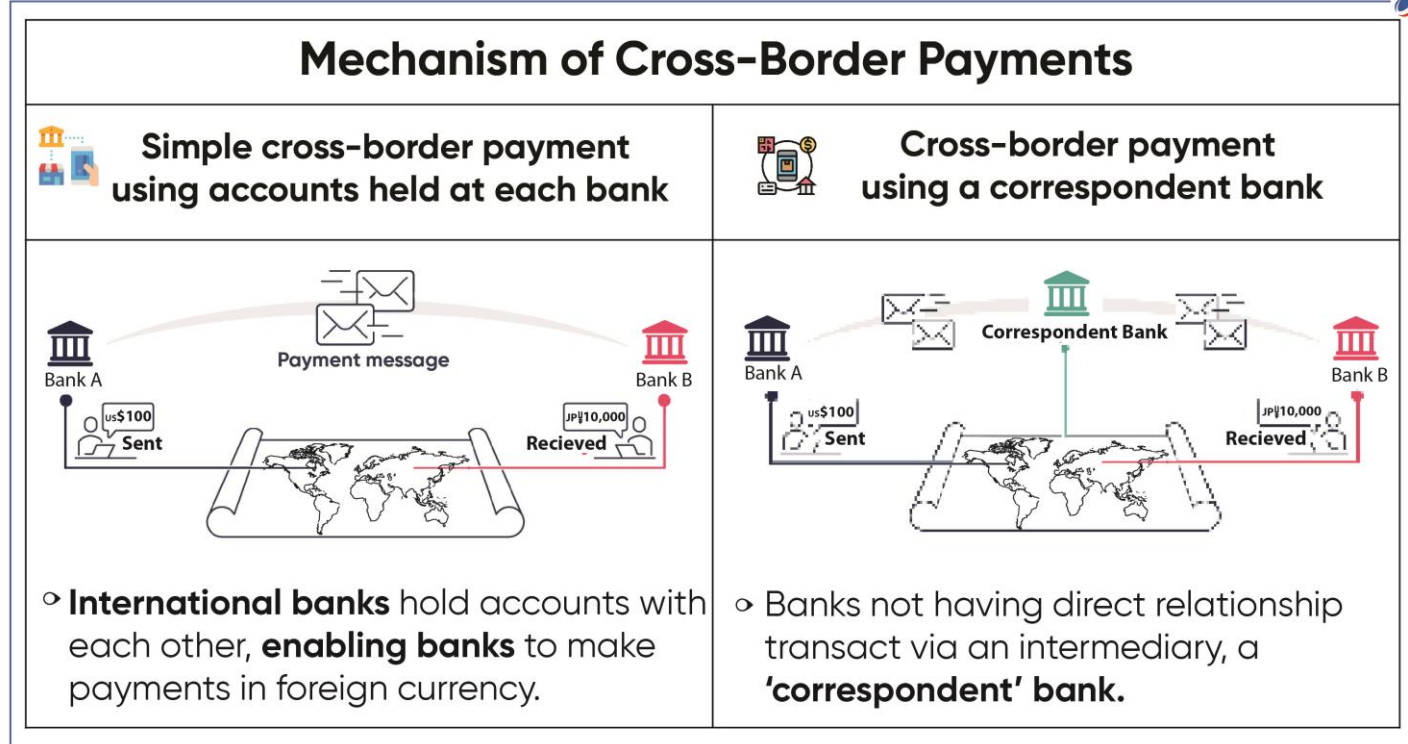 Mechanism of Cross-Border Payments
Simple cross-border payment
using accounts held at each bank
Cross-border payment
using a correspondent bank
Payment message
Bank A
Bank B
US$100
Sent
JP¥10,000
Recieved
International banks hold accounts with
each other, enabling banks to make
payments in foreign currency.
Correspondent Bank
Bank A
Bank B
US$100
Sent
JP¥10,000
Recieved
Banks not having direct relationship
transact via an intermediary, a
‘correspondent’ bank.